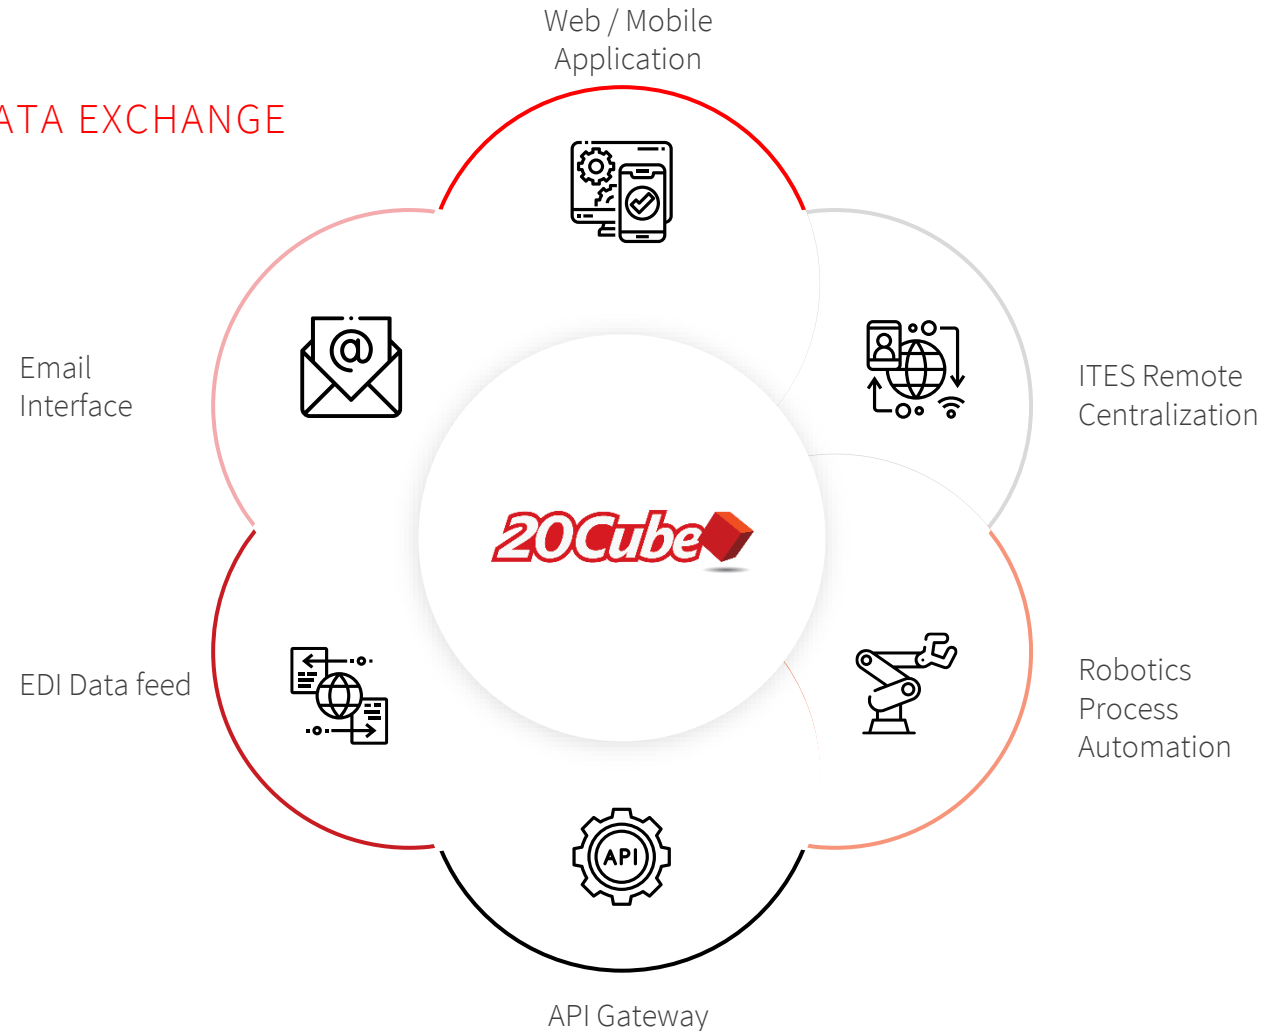 Web / Mobile
Application
ATA EXCHANGE
Email
Interface
ITES Remote
Centralization
20Cube
EDI Data feed
Robotics
Process
Automation
API
API Gateway